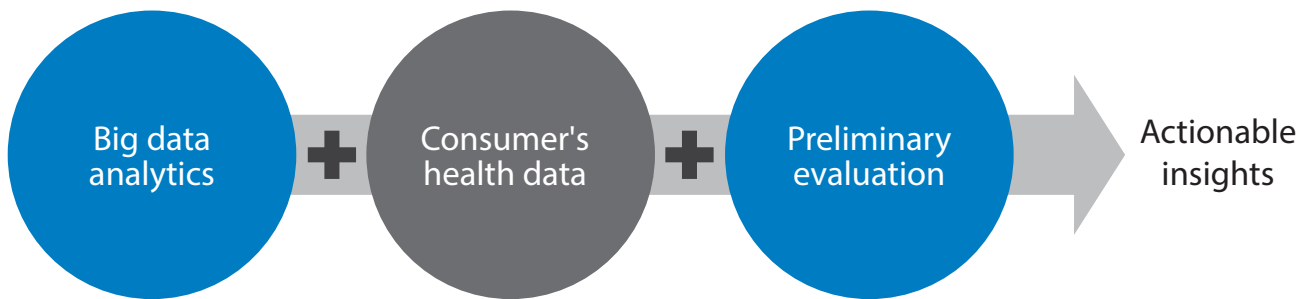 Big data
analytics
Consumer's
health data
Preliminary
evaluation
Actionable
insights